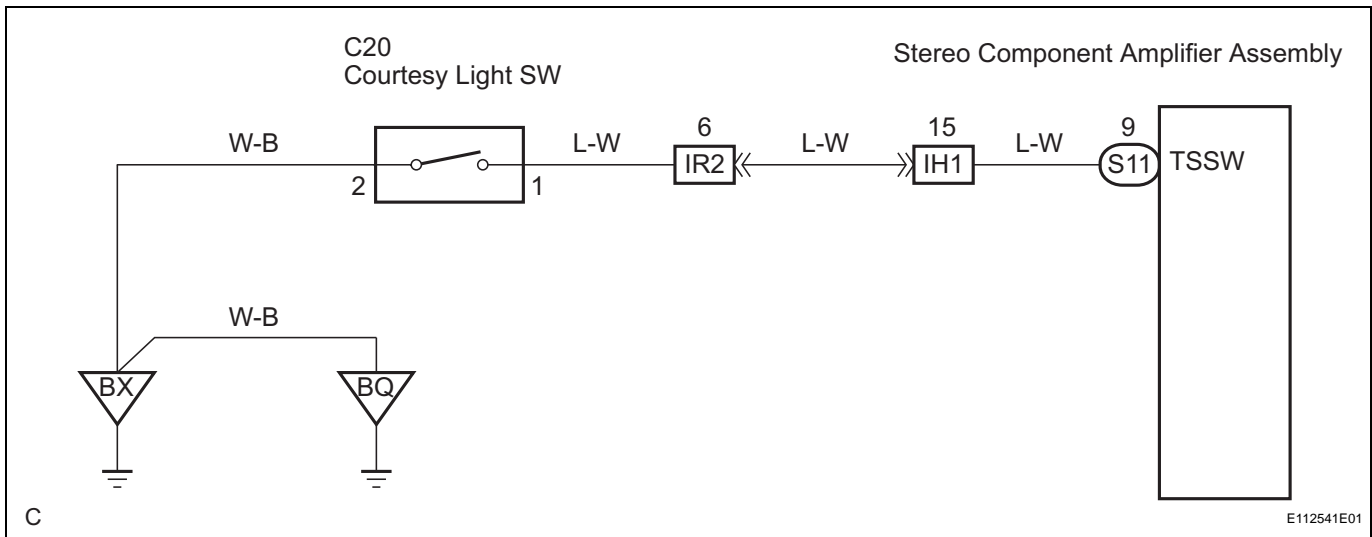 C20
Courtesy Light SW
Stereo Component Amplifier Assembly
W-B
L-W
6
L-W
15
L-W
9
IR2
IH1
S11
TSSW
2
1
W-B
BX
BQ
C
E112541E01